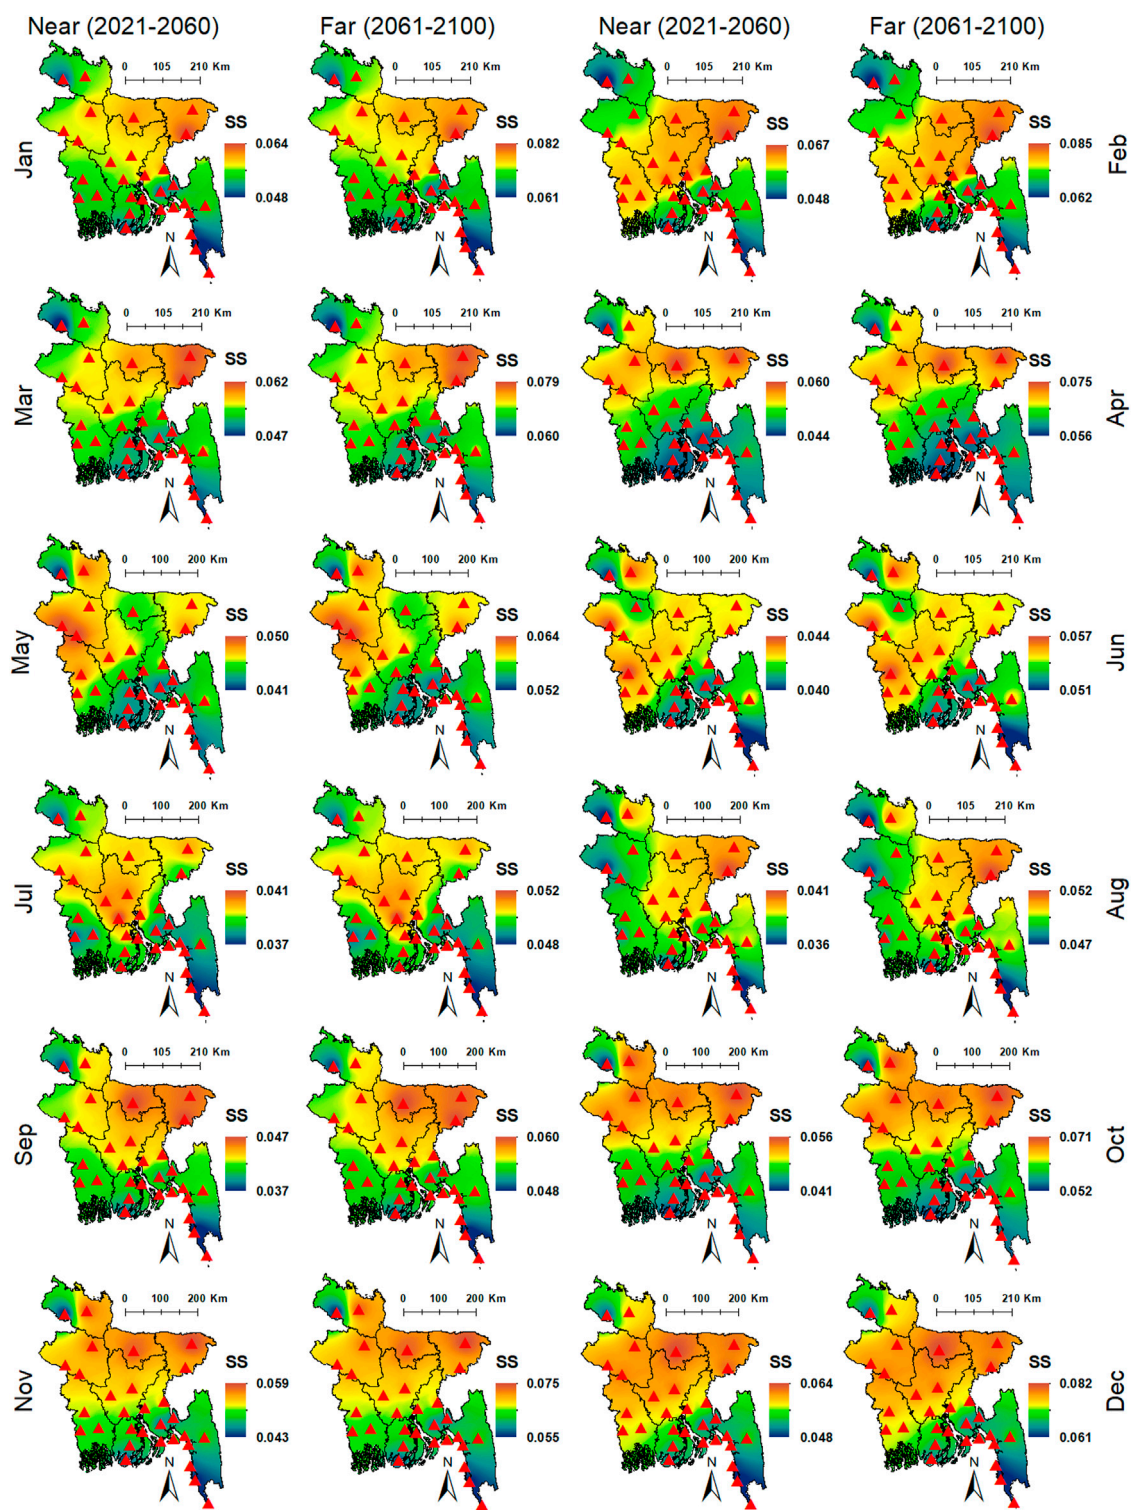 Near (2021-2060) Far (2061-2100) Near (2021-2060) Far (2061-2100)
0 105 210 Km 0 105 210 Km 0 105 210 Km 0 105 210 Km
SS SS SS SS
Jan 0.064 0.082 0.067 0.085 Feb
0.048 0.061 0.048 0.062
N N N N
0 105 210 Km 0 105 210 Km 0 105 210 Km 0 105 210 Km
SS SS SS SS
Mar 0.062 0.079 0.060 0.075 Apr
0.047 0.060 0.044 0.056
N N N N
0 100 200 Km 0 100 200 Km 0 105 210 Km 0 105 210 Km
SS SS SS SS
May 0.050 0.064 0.044 0.057 Jun
0.041 0.052 0.040 0.051
N N N N
0 100 200 Km 0 100 200 Km 0 100 200 Km 0 105 210 Km
SS SS SS SS
Jul 0.041 0.052 0.041 0.052 Aug
0.037 0.048 0.036 0.047
N N N N
0 105 210 Km 0 100 200 Km 0 100 200 Km 0 100 200 Km
SS SS SS SS
Sep 0.047 0.060 0.056 0.071 Oct
0.037 0.048 0.041 0.052
N N N N
0 100 200 Km 0 100 200 Km 0 100 200 Km 0 105 210 Km
SS SS SS SS
Nov 0.059 0.075 0.064 0.082 Dec
0.043 0.055 0.048 0.061
N N N N